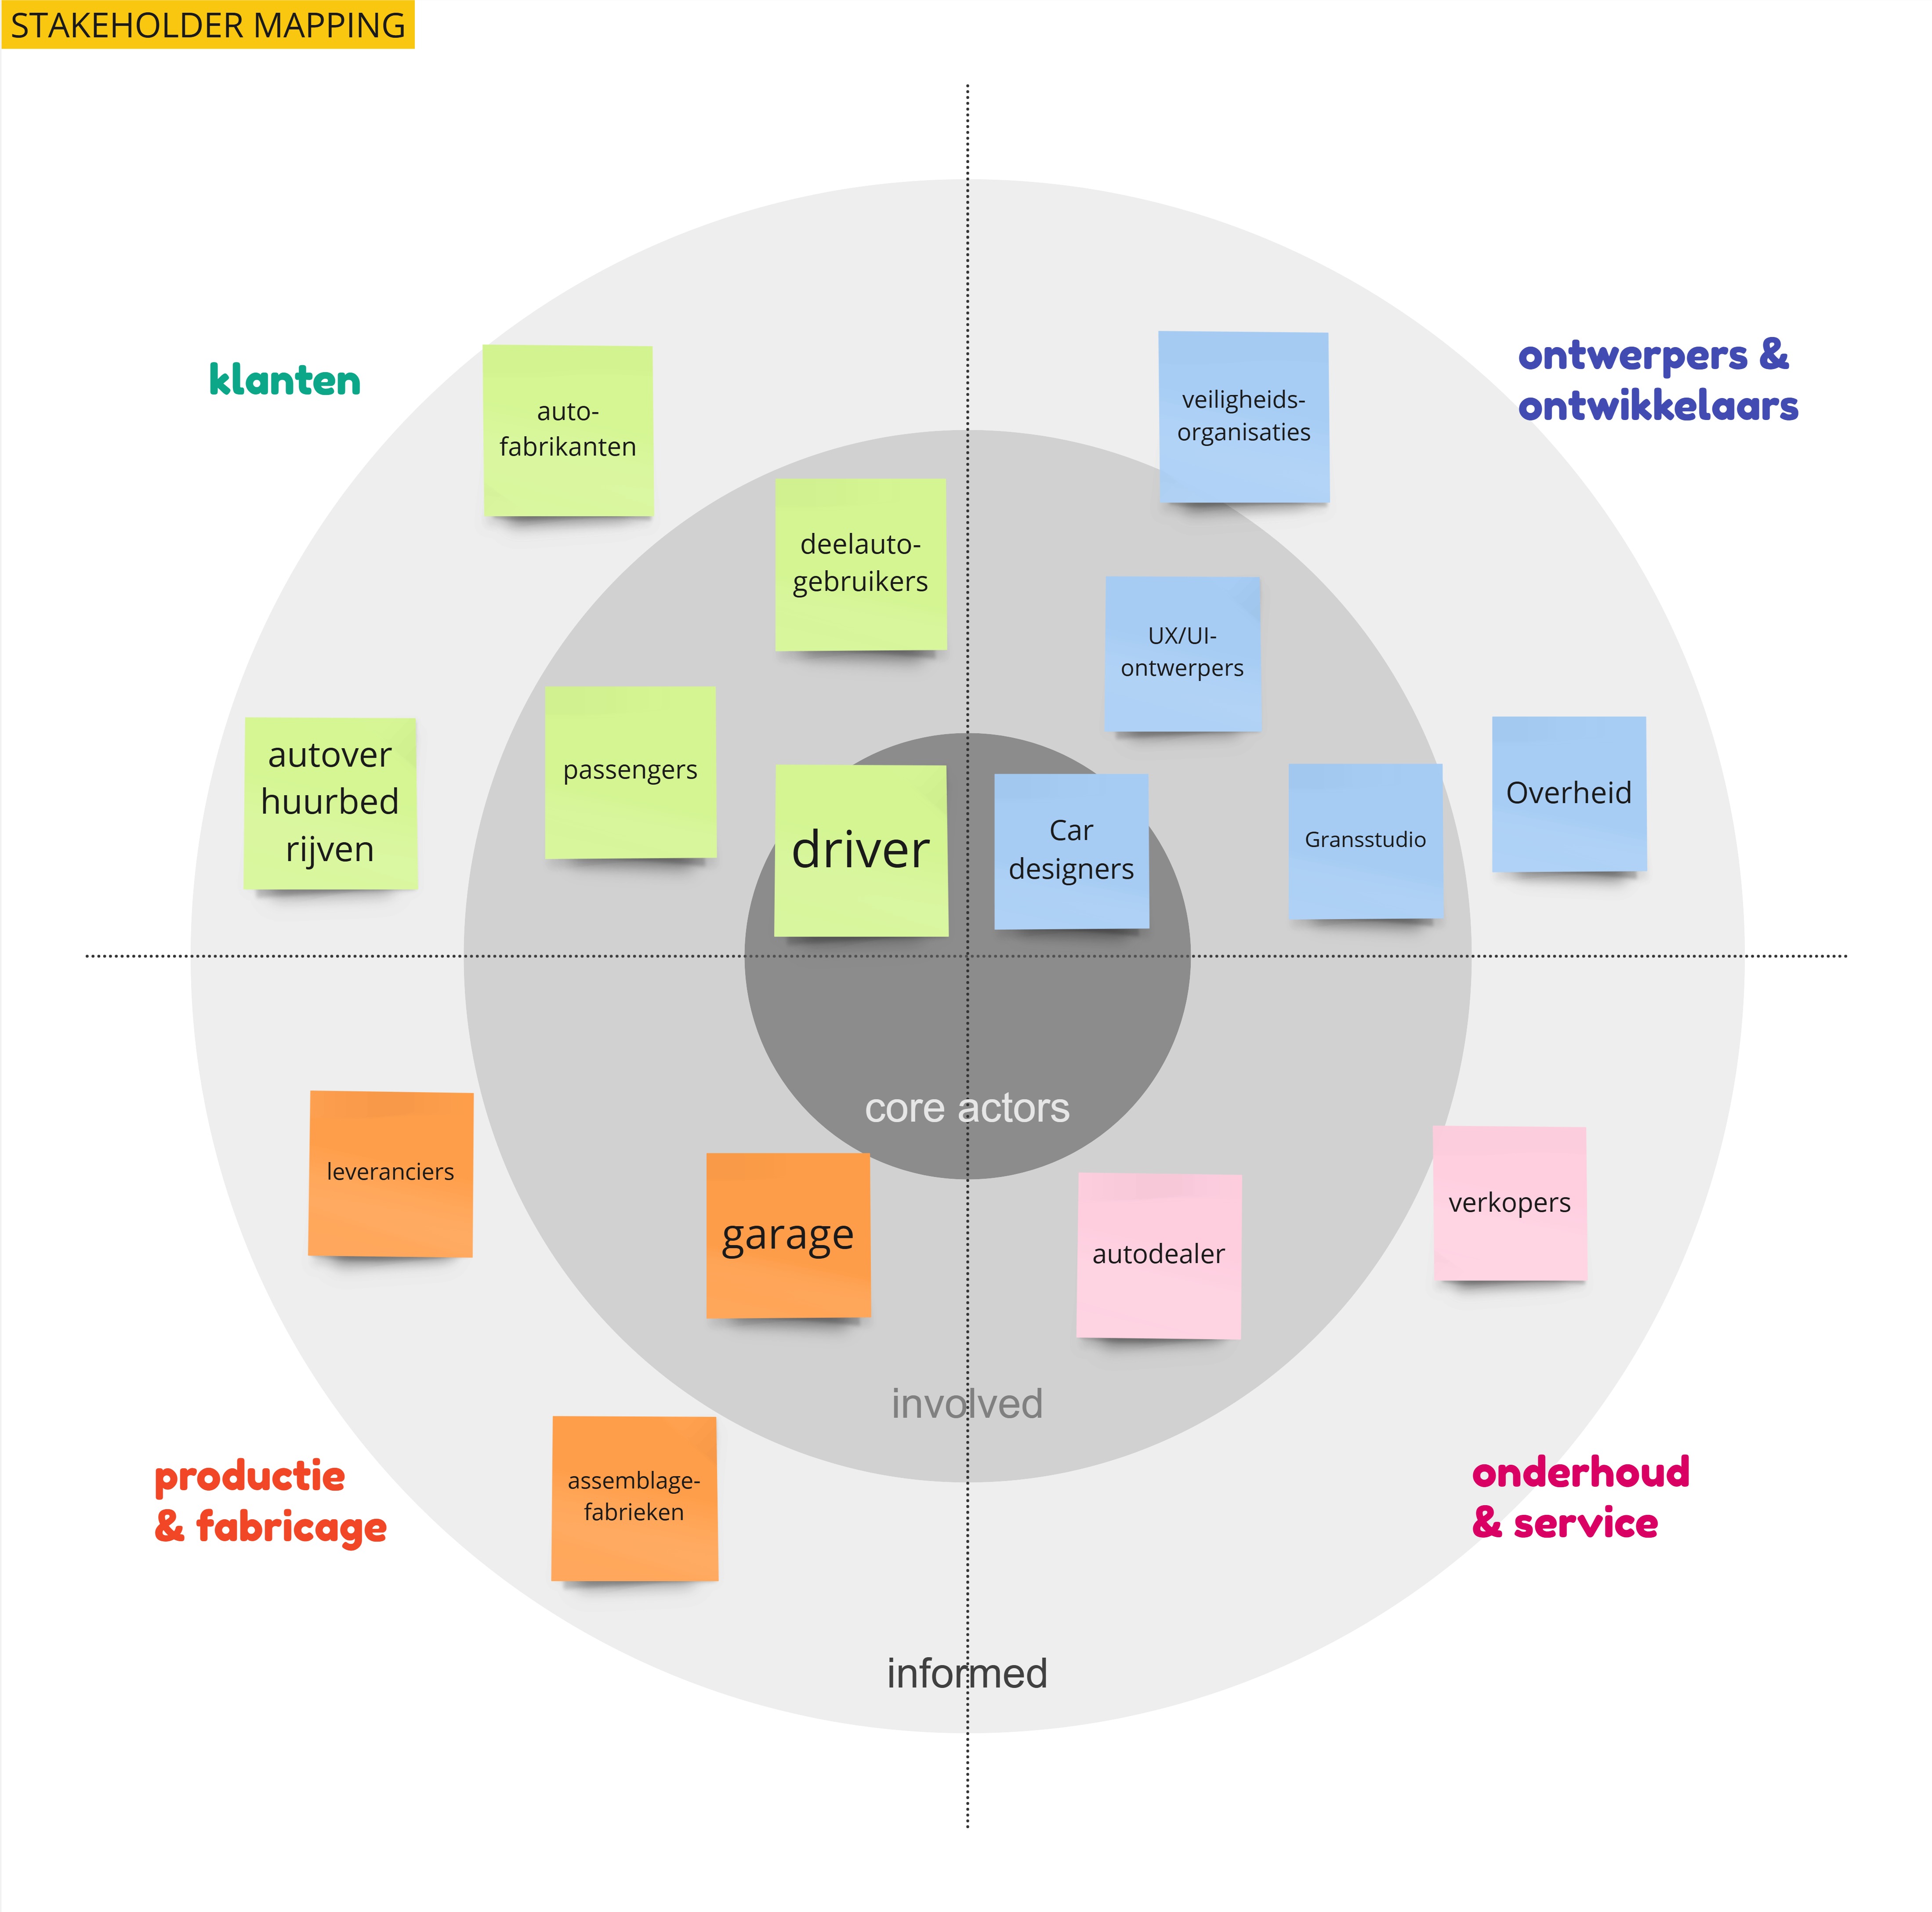 STAKEHOLDER MAPPING
klanten
auto-
fabrikanten
deelauto-
gebruikers
passengers
autover
huurbed
rijven
driver
ontwerpers &
ontwikkelaars
veiligheids-
organisaties
UX/UI-
ontwerpers
Car
designers
Gransstudio
Overheid
core actors
involved
informed
leveranciers
garage
assemblage-
fabrieken
productie
& fabricage
autodealer
verkopers
onderhoud
& service